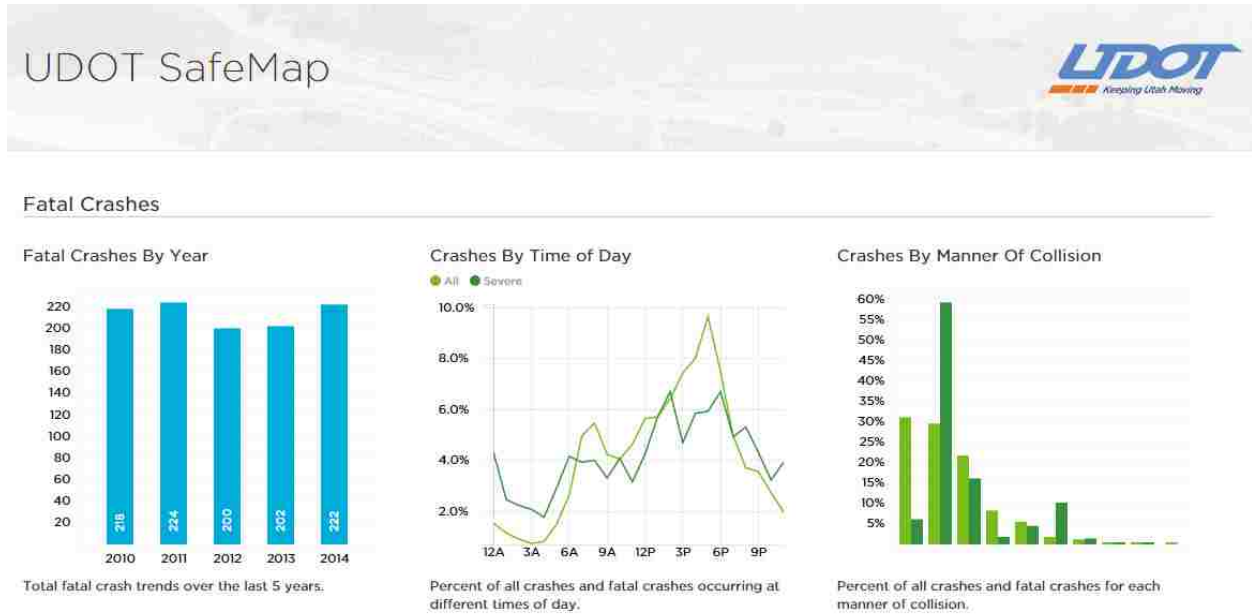 UDOT SafeMap
UDOT
Keeping Utah Moving
Fatal Crashes
Fatal Crashes By Year
220
200
180
160
140
120
100
80
60
40
20
218
224
200
202
222
2010 2011 2012 2013 2014
Total fatal crash trends over the last 5 years.
Crashes By Time of Day
All Severe
10.0%
8.0%
6.0%
4.0%
2.0%
12A 3A 6A 9A 12P 3P 6P 9P
Percent of all crashes and fatal crashes occurring at
different times of day.
Crashes By Manner Of Collision
60%
55%
50%
45%
40%
35%
30%
25%
20%
15%
10%
5%
Percent of all crashes and fatal crashes for each
manner of collision.